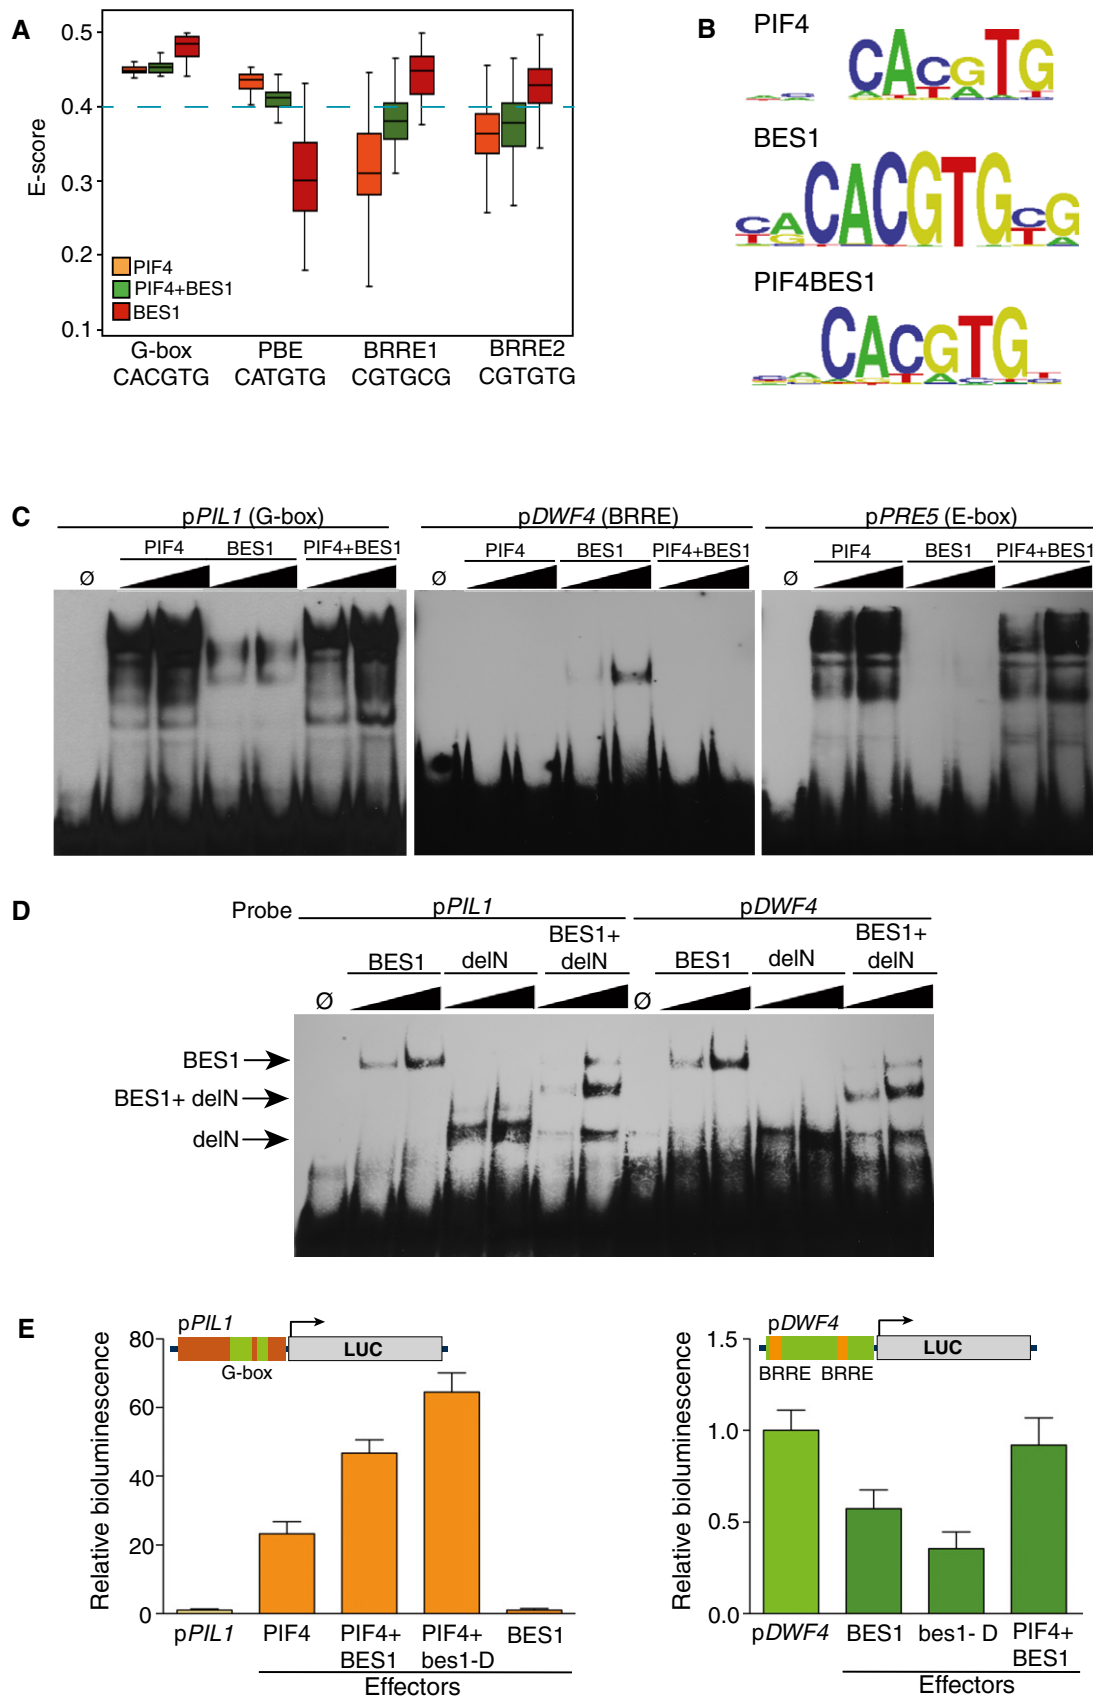 A
0.5
0.4
0.3
0.2
0.1
E-score
PIF4
PIF4+BES1
BES1
G-box
CACGTG
PBE
CATGTG
BRRE1
CGTGCG
BRRE2
CGTGTG
B
PIF4
CACGTG
BES1
CACACGTGCG
PIF4BES1
CACGTG
C
pPIL1 (G-box)
pDWF4 (BRRE)
pPRE5 (E-box)
Ø
PIF4
BES1
PIF4+BES1
Ø
PIF4
BES1
PIF4+BES1
Ø
PIF4
BES1
PIF4+BES1
D
Probe
pPIL1
pDWF4
Ø
BES1
delN
BES1+
delN
Ø
BES1
delN
BES1+
delN
BES1
BES1+ delN
delN
E
pPIL1
LUC
G-box
80
60
40
20
0
Relative bioluminescence
pPIL1
PIF4
PIF4+
BES1
PIF4+
bes1-D
BES1
Effectors
pDWF4
LUC
BRRE
BRRE
1.5
1.0
0.5
0.0
Relative bioluminescence
pDWF4
BES1
bes1- D
PIF4+
BES1
Effectors